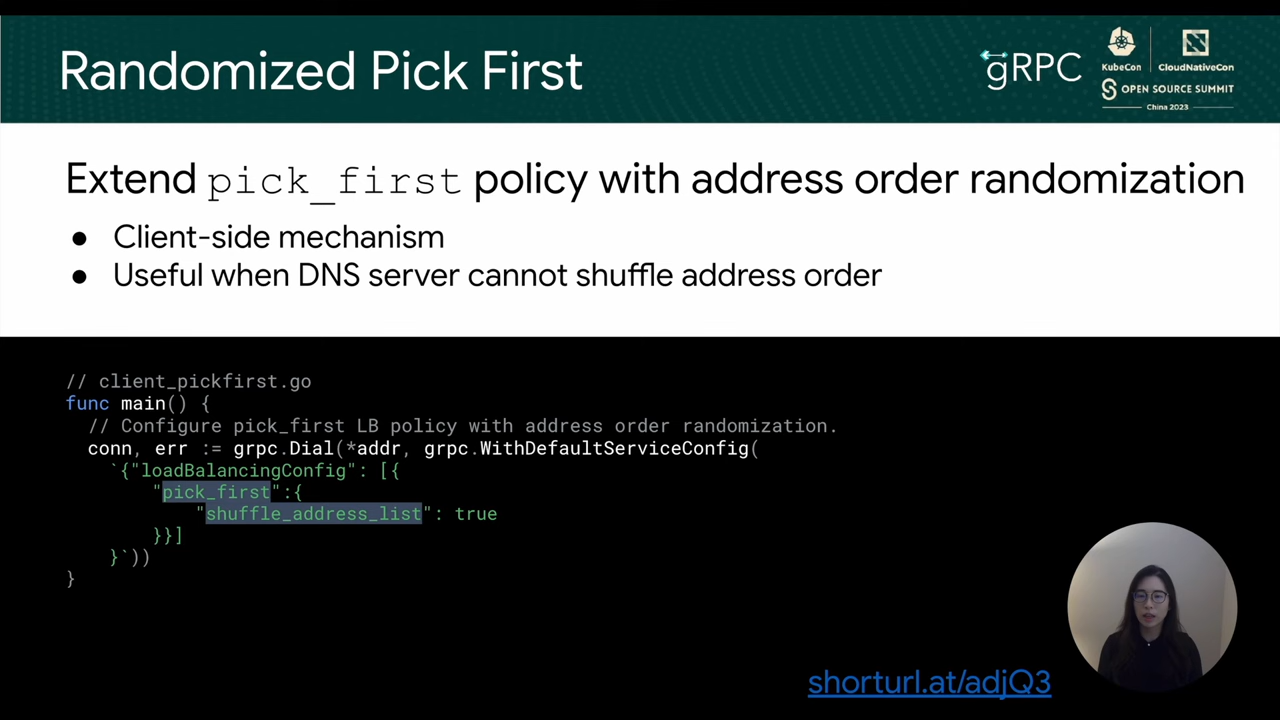 Randomized Pick First
gRPC
KubeCon
CloudNativeCon
OPEN SOURCE SUMMIT
China 2023
Extend pick_first policy with address order randomization
● Client-side mechanism
● Useful when DNS server cannot shuffle address order
// client_pickfirst.go
func main() {
  // Configure pick_first LB policy with address order randomization.
  conn, err := grpc.Dial(*addr, grpc.WithDefaultServiceConfig(
    `{"loadBalancingConfig": [{
        "pick_first":{
            "shuffle_address_list": true
        }}]
    }`))
}
shorturl.at/adjQ3